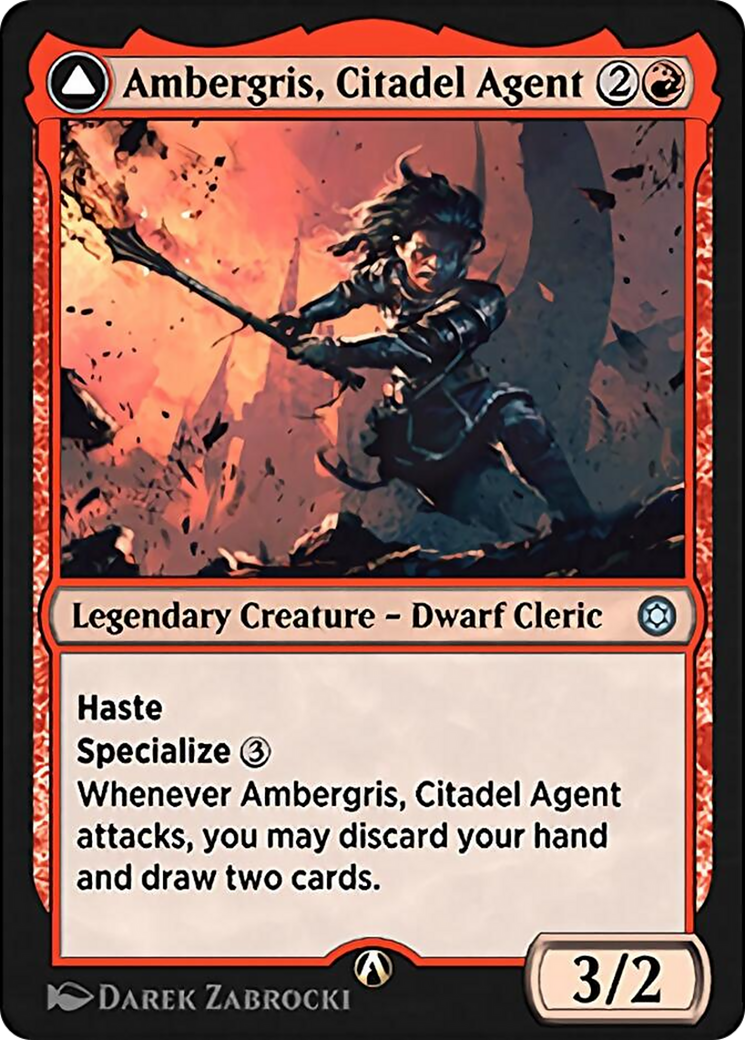 Ambergris, Citadel Agent 2
Legendary Creature – Dwarf Cleric
Haste
Specialize 3
Whenever Ambergris, Citadel Agent
attacks, you may discard your hand
and draw two cards.
3/2
Darek Zabrocki